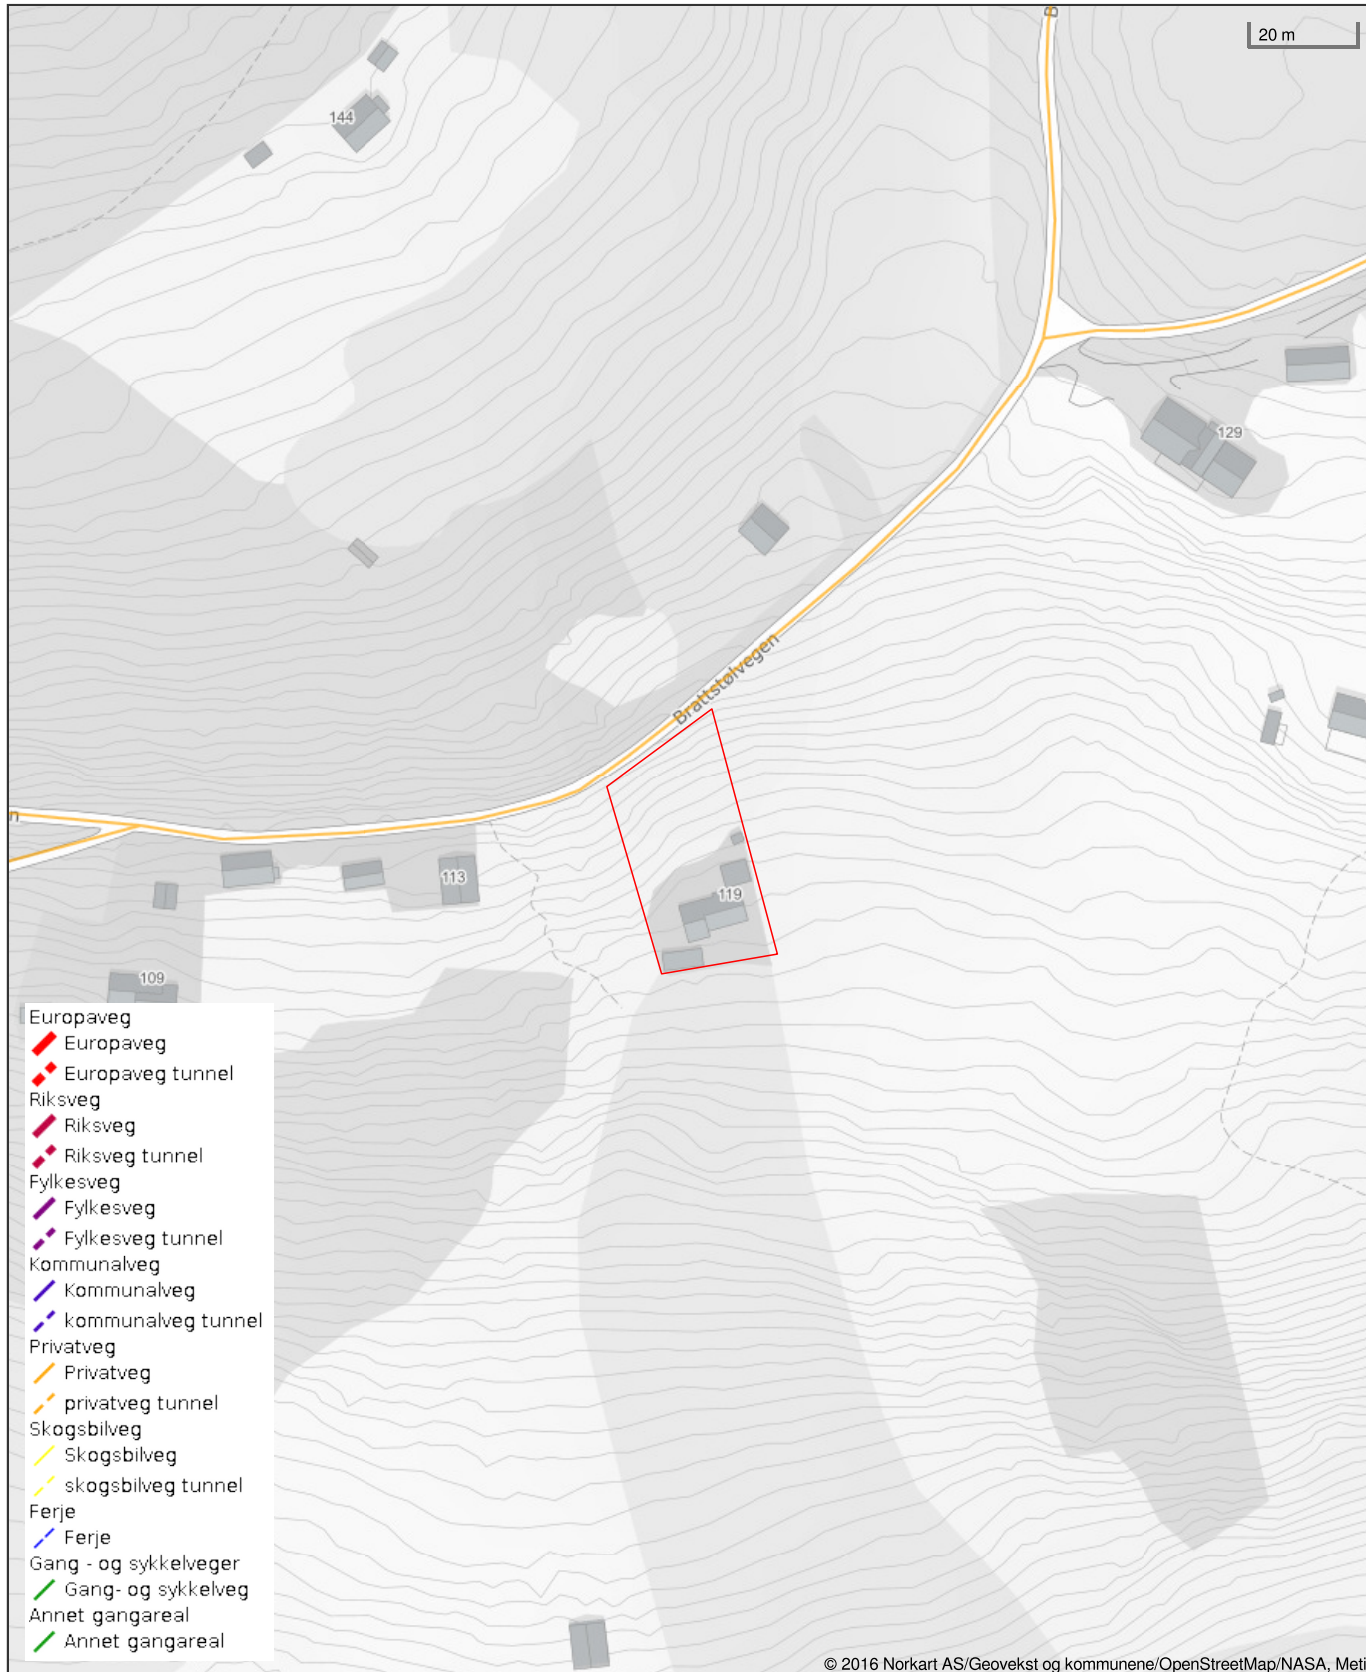 20 m
144
129
Brattstølvegen
n
113
119
109
Europaveg
Europaveg
Europaveg tunnel
Riksveg
Riksveg
Riksveg tunnel
Fylkesveg
Fylkesveg
Fylkesveg tunnel
Kommunalveg
Kommunalveg
kommunalveg tunnel
Privatveg
Privatveg
privatveg tunnel
Skogsbilveg
Skogsbilveg
skogsbilveg tunnel
Ferje
Ferje
Gang - og sykkelveger
Gang- og sykkelveg
Annet gangareal
Annet gangareal
© 2016 Norkart AS/Geovekst og kommunene/OpenStreetMap/NASA, Meti